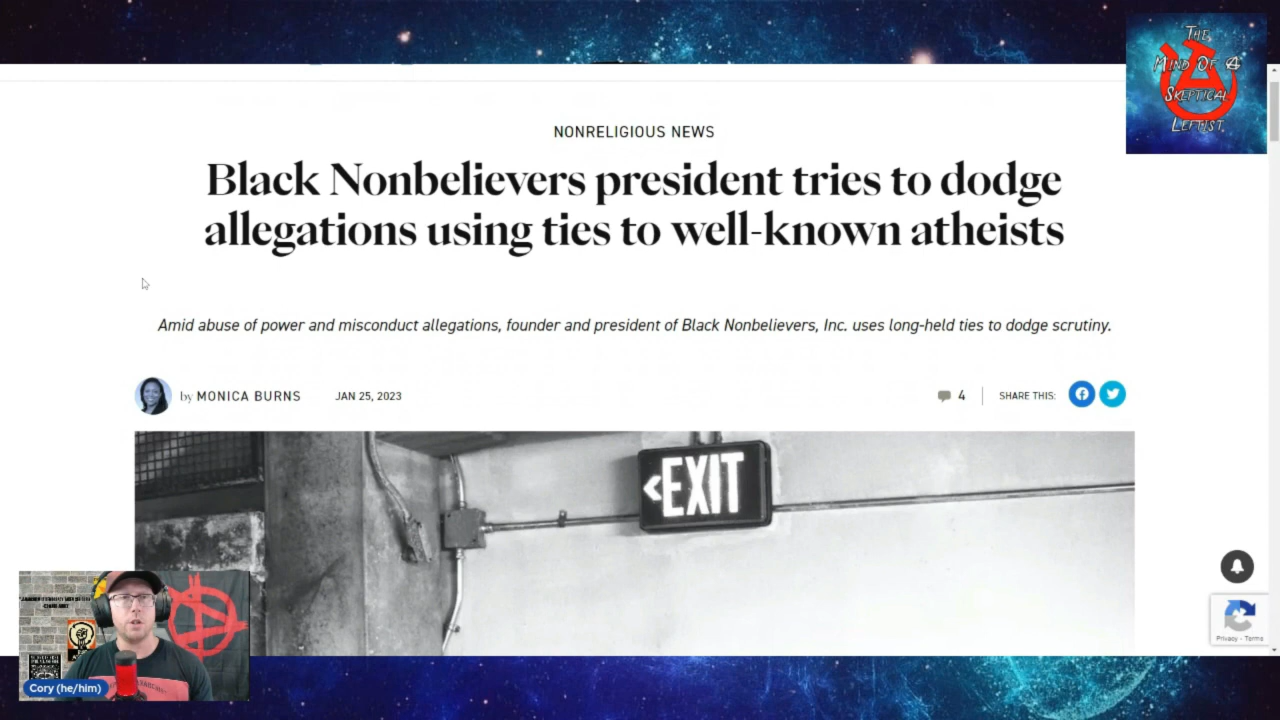 THE
MIND OF A
SKEPTICAL
LEFTIST
NONRELIGIOUS NEWS
Black Nonbelievers president tries to dodge
allegations using ties to well-known atheists
Amid abuse of power and misconduct allegations, founder and president of Black Nonbelievers, Inc. uses long-held ties to dodge scrutiny.
by MONICA BURNS JAN 25, 2023 4 SHARE THIS:
<EXIT
Privacy - Terms
Cory (he/him)